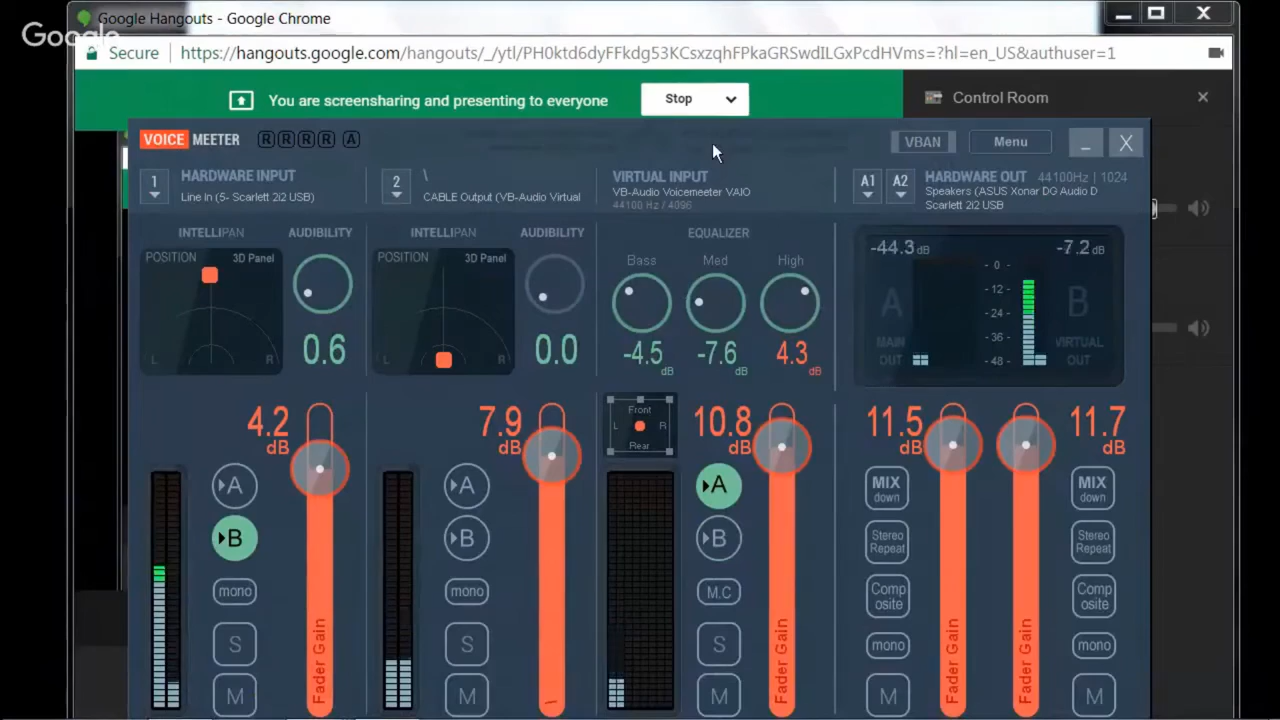 Google Hangouts - Google Chrome
Google
Secure https://hangouts.google.com/hangouts/_/ytl/PH0ktd6dyFFkdg53KCsxzqhFPkaGRSwdILGxPcdHVms=?hl=en_US&authuser=1
You are screensharing and presenting to everyone Stop
Control Room
VOICE MEETER R R R R A
VBAN Menu _ X
1 HARDWARE INPUT
Line In (5- Scarlett 2i2 USB)
2 \
CABLE Output (VB-Audio Virtual
VIRTUAL INPUT
VB-Audio Voicemeeter VAIO
44100 Hz / 4096
A1 A2 HARDWARE OUT 44100Hz | 1024
Speakers (ASUS Xonar DG Audio D
Scarlett 2i2 USB
INTELLIPAN AUDIBILITY
POSITION 3D Panel
L R
0.6
INTELLIPAN AUDIBILITY
POSITION 3D Panel
L R
0.0
EQUALIZER
Bass Med High
-4.5 dB -7.6 dB 4.3 dB
-44.3 dB -7.2 dB
- 0 -
- 12 -
- 24 -
- 36 -
- 48 -
A
MAIN
OUT
B
VIRTUAL
OUT
4.2
dB
A
B
mono
S
M
Fader Gain
7.9
dB
A
B
mono
S
M
\
Front
L R
Rear
10.8
dB
A
B
M.C
S
M
Fader Gain
11.5
dB
MIX
down
Stereo
Repeat
Comp
osite
mono
M
Fader Gain
Fader Gain
11.7
dB
MIX
down
Stereo
Repeat
Comp
osite
mono
M